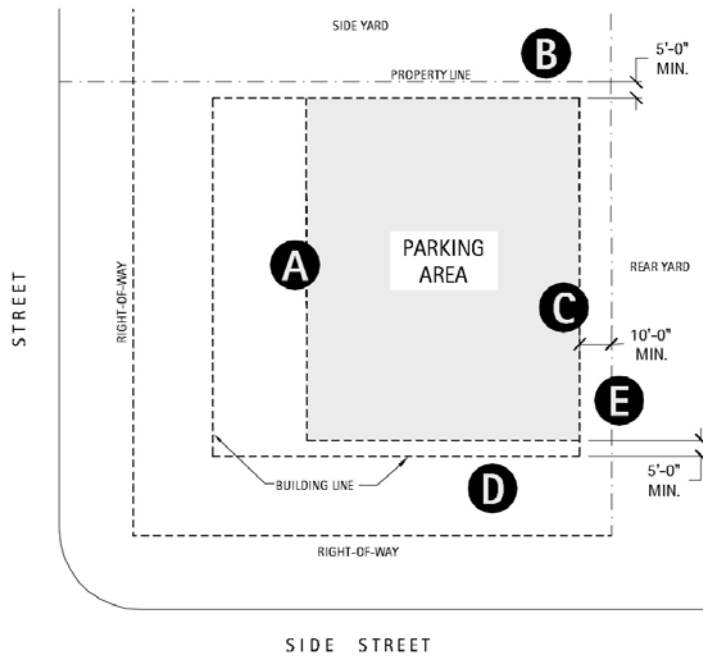 SIDE YARD
B
5'-0"
MIN.
PROPERTY LINE
A
PARKING
AREA
REAR YARD
STREET
RIGHT-OF-WAY
C
10'-0"
MIN.
E
BUILDING LINE
D
5'-0"
MIN.
RIGHT-OF-WAY
SIDE STREET